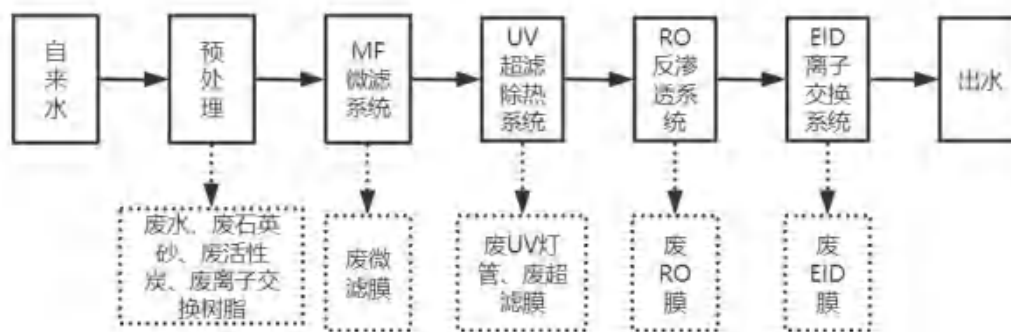 自
来
水
预
处
理
MF
微滤
系统
UV
超滤
除热
系统
RO
反渗
透系
统
EID
离子
交换
系统
出水
废水、废石英
砂、废活性
炭、废离子交
换树脂
废微
滤膜
废UV灯
管、废超
滤膜
废
RO
膜
废
EID
膜